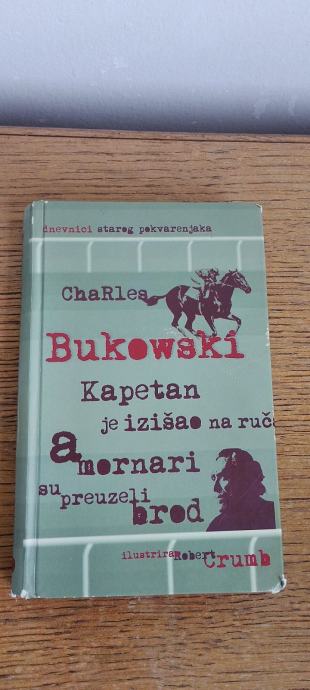 dnevnici starog pokvarenjaka
ChaRles
Bukowski
Kapetan
je izišao na ruč
a mornari
su preuzeli
brod
ilustrira Robert Crumb